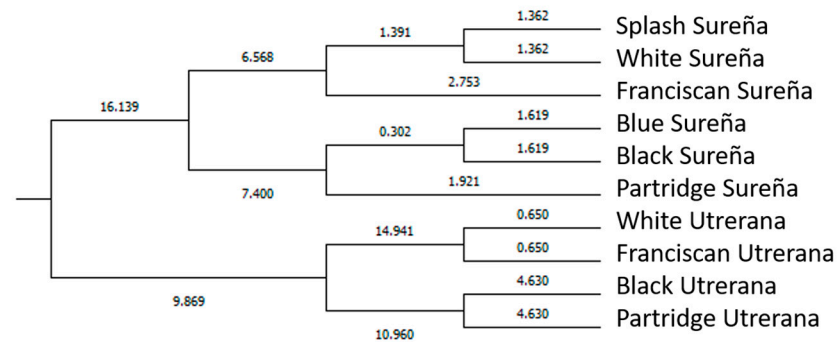 1.362
Splash Sureña
1.391
1.362
White Sureña
6.568
2.753
Franciscan Sureña
16.139
1.619
Blue Sureña
0.302
1.619
Black Sureña
1.921
Partridge Sureña
7.400
0.650
White Utrerana
14.941
0.650
Franciscan Utrerana
4.630
Black Utrerana
9.869
4.630
Partridge Utrerana
10.960